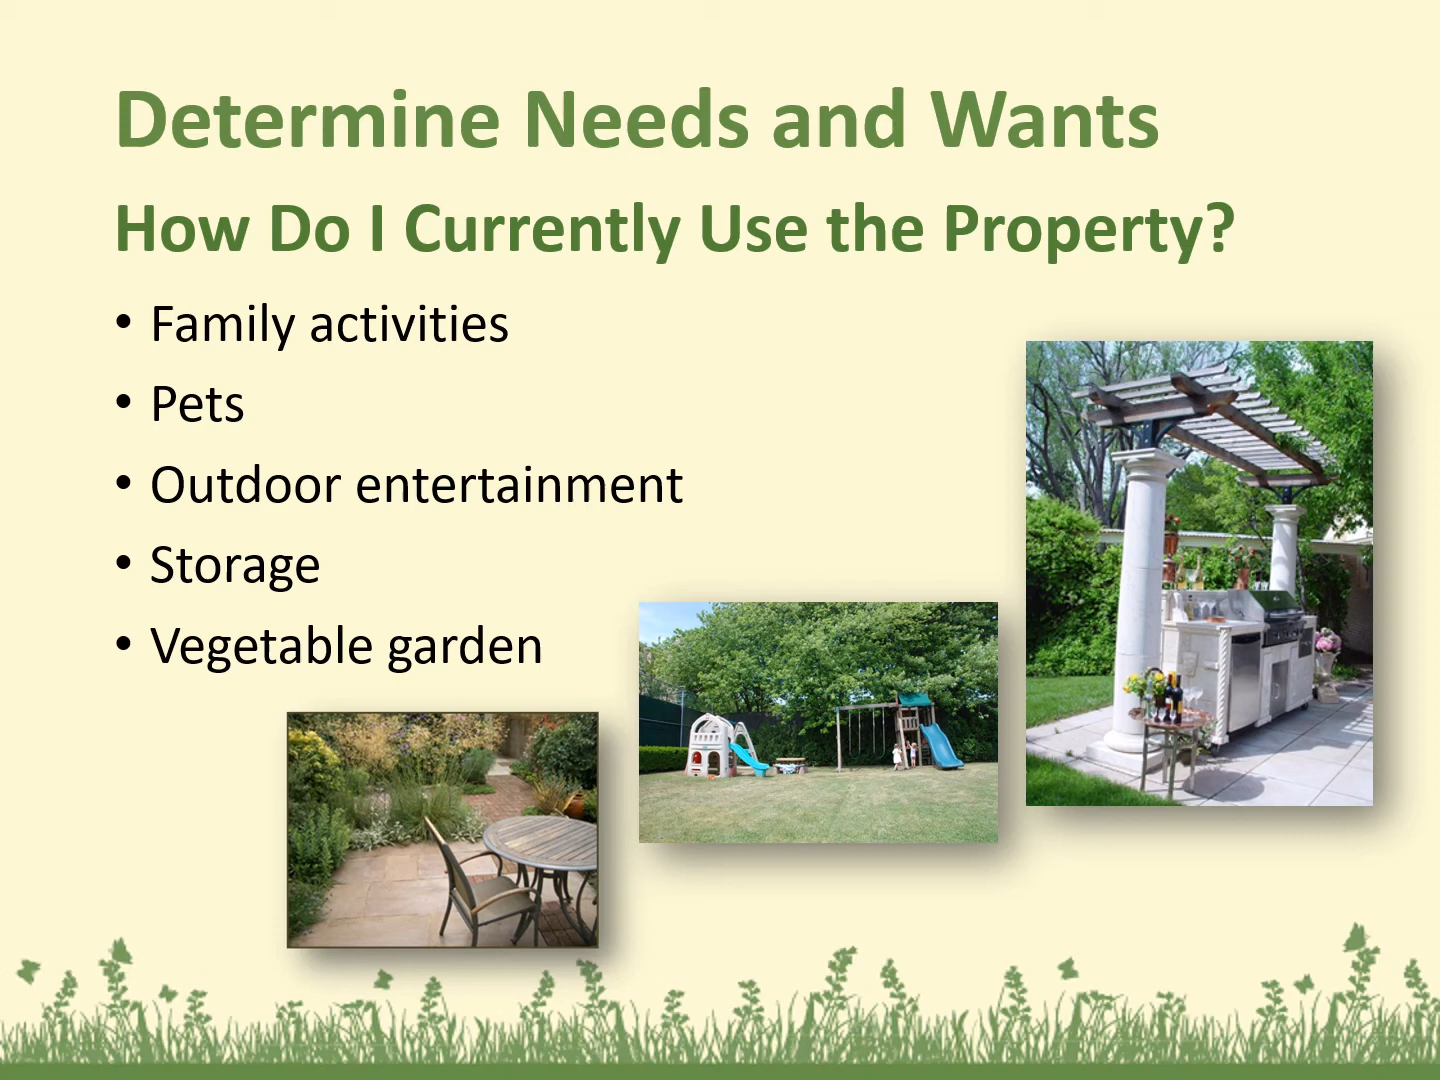 Determine Needs and Wants
How Do I Currently Use the Property?
• Family activities
• Pets
• Outdoor entertainment
• Storage
• Vegetable garden